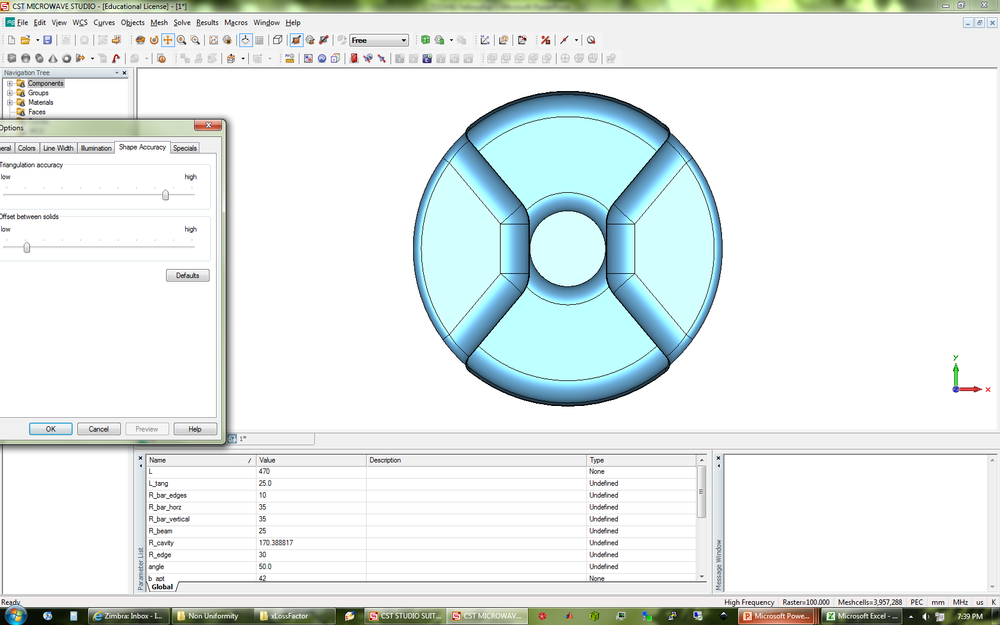 CST MICROWAVE STUDIO - [Educational License] - [1*]
File Edit View WCS Curves Objects Mesh Solve Results Macros Window Help
Free
Navigation Tree
Components
Groups
Materials
Faces
Options
Colors Line Width Illumination Shape Accuracy Specials
Triangulation accuracy
low high
Offset between solids
low high
Defaults
OK Cancel Preview Help
1*
y
x
z
Name / Value Description Type
L 470 None
L_tang 25.0 Undefined
R_bar_edges 10 Undefined
R_bar_horz 35 Undefined
R_bar_vertical 35 Undefined
R_beam 25 Undefined
R_cavity 170.388817 Undefined
R_edge 30 Undefined
angle 50.0 Undefined
b_apt 42 None
Global
Parameter List
Message Window
Ready
High Frequency Raster=100.000 Meshcells=3,957,288 PEC mm MHz us K
Zimbra: Inbox - I... Non Uniformity xLossFactor CST STUDIO SUIT... CST MICROWAV... Microsoft Powe... Microsoft Excel - ... 7:39 PM